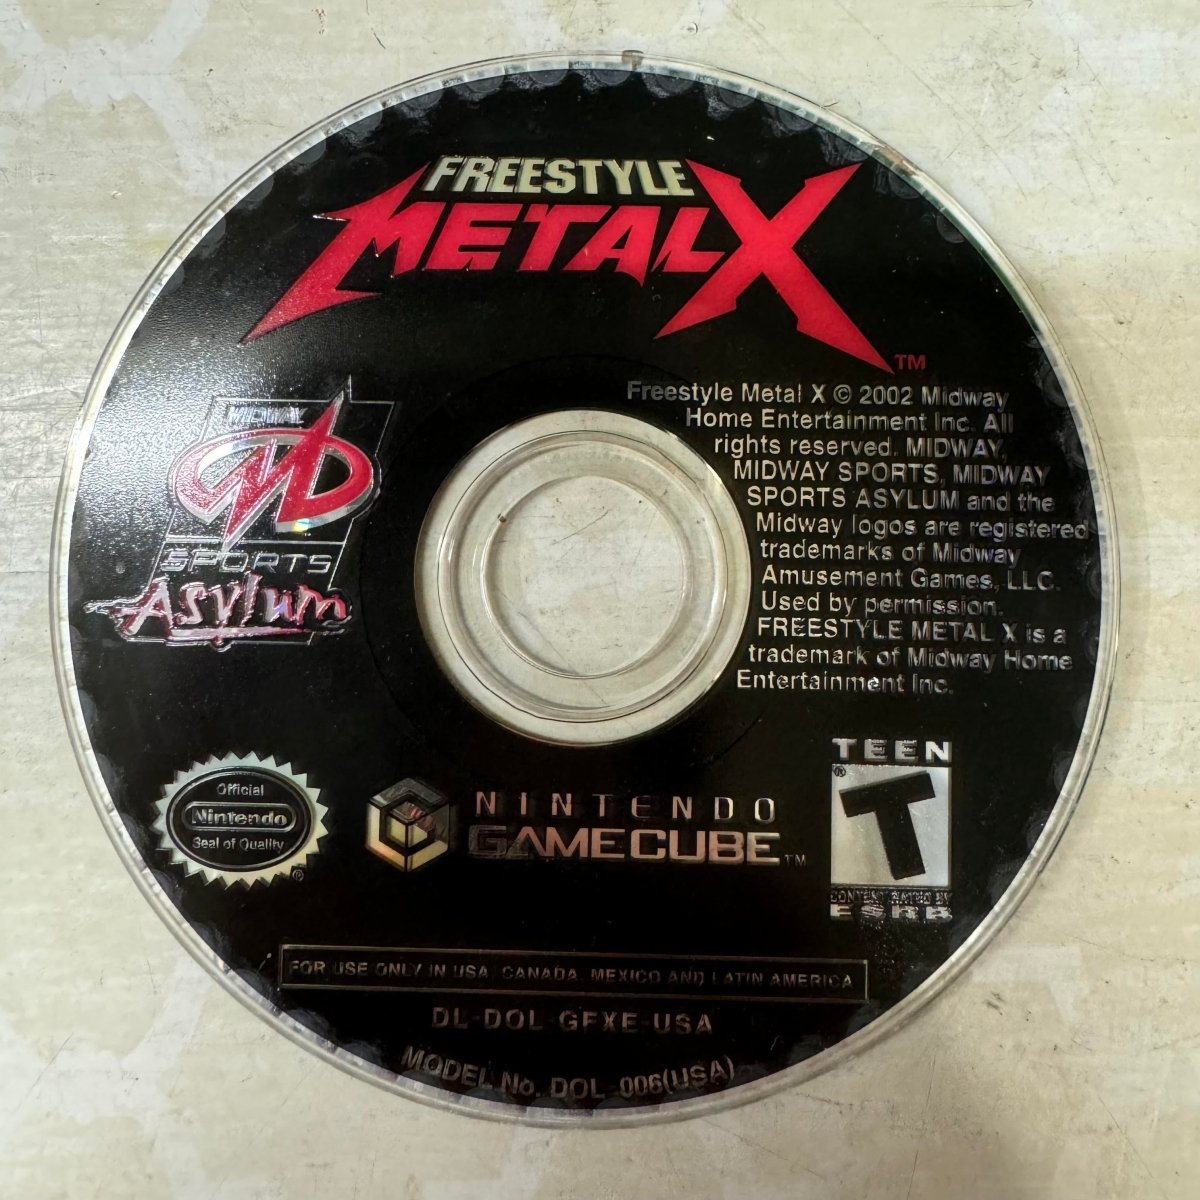 FREESTYLE
METAL X™
Freestyle Metal X © 2002 Midway
Home Entertainment Inc. All
rights reserved. MIDWAY,
MIDWAY SPORTS, MIDWAY
SPORTS ASYLUM and the
Midway logos are registered
trademarks of Midway
Amusement Games, LLC.
Used by permission.
FREESTYLE METAL X is a
trademark of Midway Home
Entertainment Inc.
MIDWAY
SPORTS
Asylum
TEEN
T®
CONTENT RATED BY
ESRB
Official
Nintendo
Seal of Quality®
NINTENDO
GAMECUBE™
FOR USE ONLY IN USA, CANADA, MEXICO AND LATIN AMERICA
DL-DOL-GFXE-USA
MODEL No. DOL-006(USA)